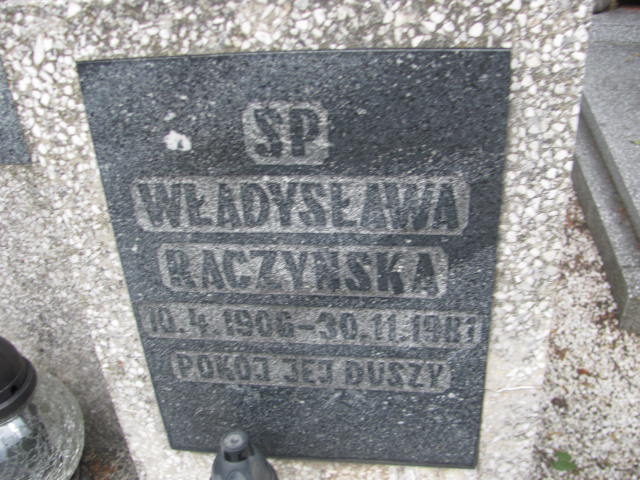 SP
WŁADYSŁAWA
RACZYŃSKA
10.4.1906-30.11.1981
POKÓJ JEJ DUSZY